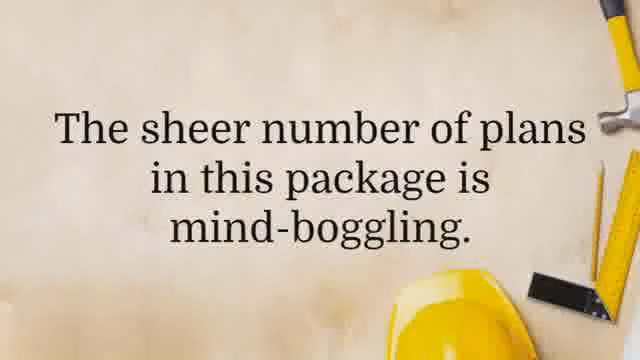 The sheer number of plans
in this package is
mind-boggling.